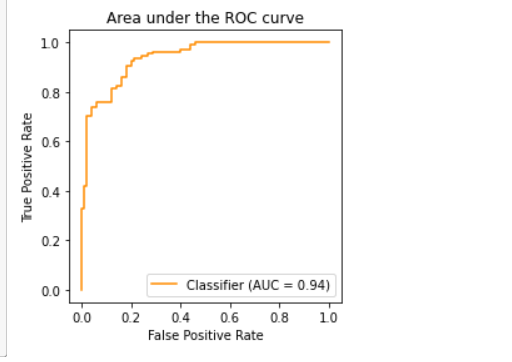 Area under the ROC curve
1.0
0.8
0.6
0.4
0.2
0.0
True Positive Rate
Classifier (AUC = 0.94)
0.0 0.2 0.4 0.6 0.8 1.0
False Positive Rate